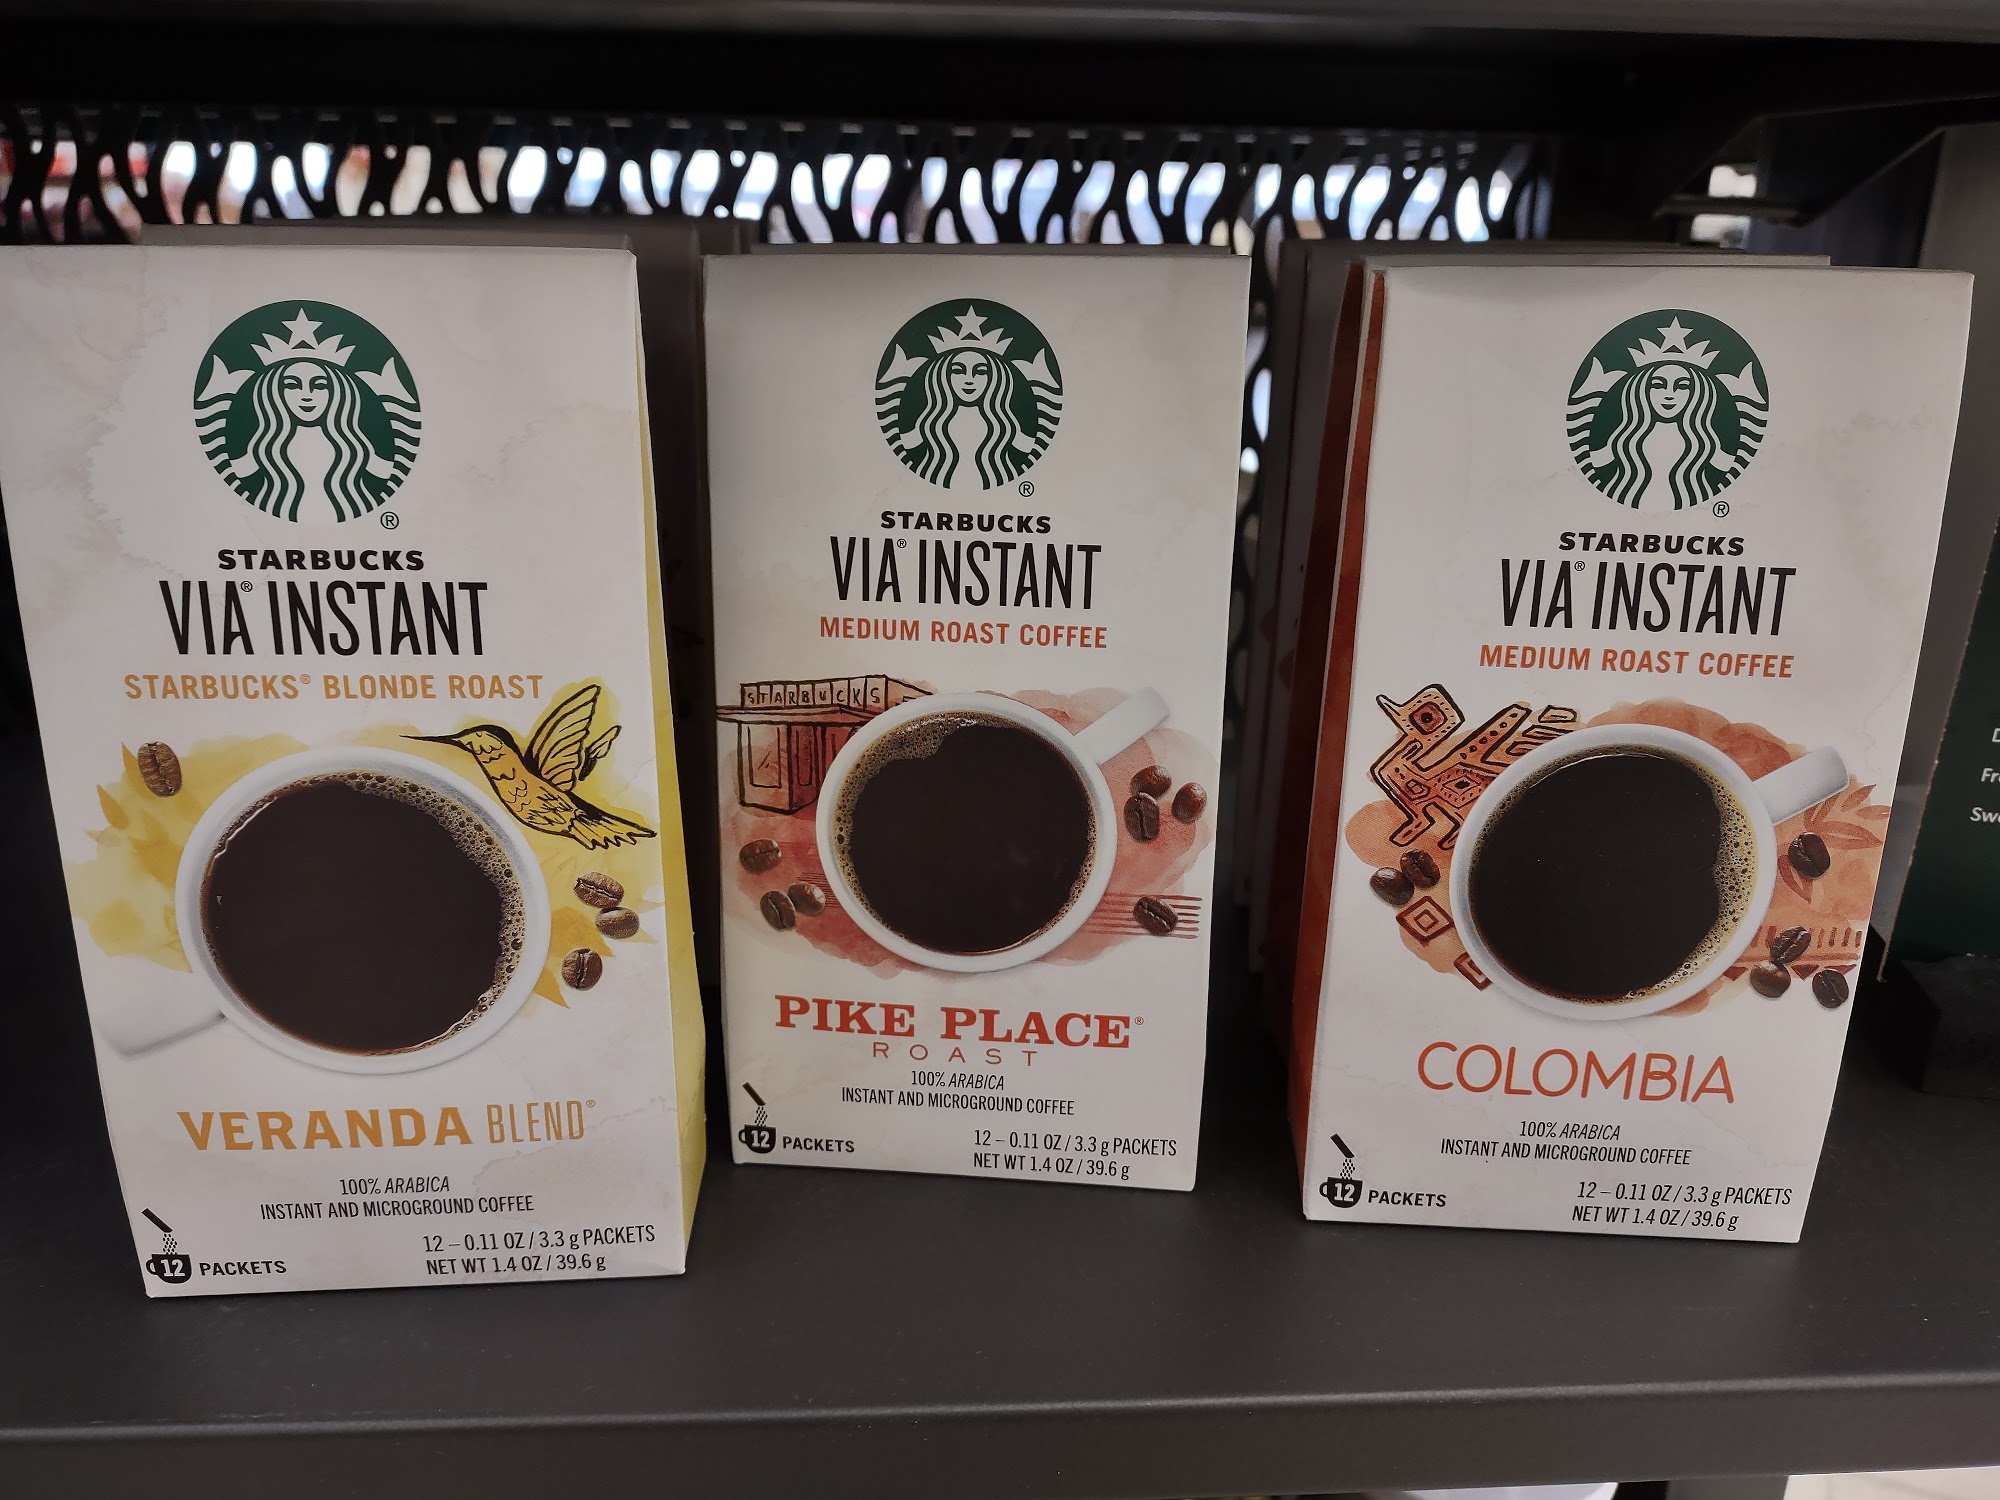 STARBUCKS
VIA® INSTANT
STARBUCKS® BLONDE ROAST
VERANDA BLEND®
100% ARABICA
INSTANT AND MICROGROUND COFFEE
12 PACKETS
12 – 0.11 OZ / 3.3 g PACKETS
NET WT 1.4 OZ / 39.6 g
®
STARBUCKS
VIA® INSTANT
MEDIUM ROAST COFFEE
STARBUCKS
PIKE PLACE®
ROAST
100% ARABICA
INSTANT AND MICROGROUND COFFEE
12 PACKETS
12 – 0.11 OZ / 3.3 g PACKETS
NET WT 1.4 OZ / 39.6 g
®
STARBUCKS
VIA® INSTANT
MEDIUM ROAST COFFEE
COLOMBIA
100% ARABICA
INSTANT AND MICROGROUND COFFEE
12 PACKETS
12 – 0.11 OZ / 3.3 g PACKETS
NET WT 1.4 OZ / 39.6 g
®